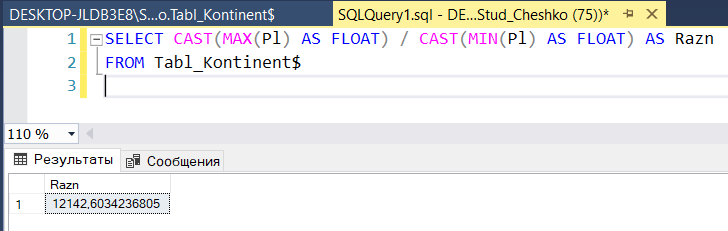 DESKTOP-JLDB3E8\S...o.Tabl_Kontinent$
SQLQuery1.sql - DE...Stud_Cheshko (75))*
1 SELECT CAST(MAX(Pl) AS FLOAT) / CAST(MIN(Pl) AS FLOAT) AS Razn
2 FROM Tabl_Kontinent$
3
110 %
Результаты
Сообщения
Razn
1 12142,6034236805